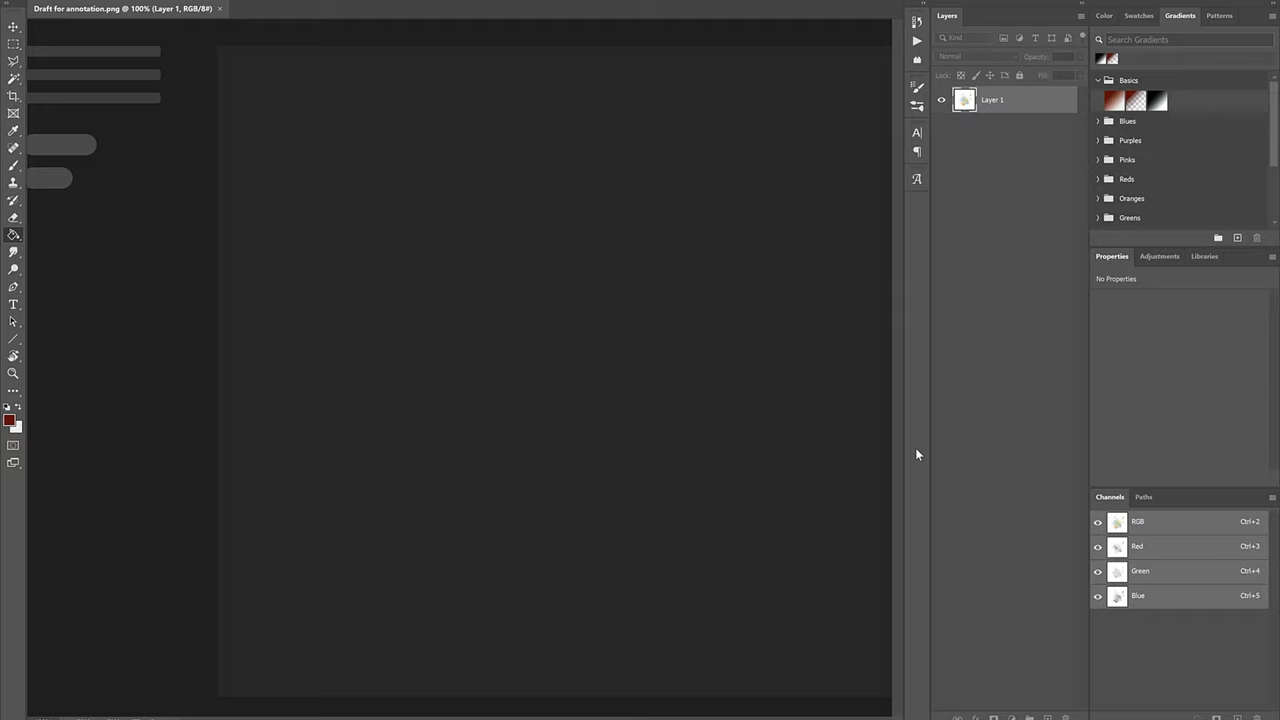 Draft for annotation.png @ 100% (Layer 1, RGB/8#) ×
Layers
Kind
Normal
Opacity:
Lock:
Fill:
Layer 1
Color Swatches Gradients Patterns
Search Gradients
Basics
Blues
Purples
Pinks
Reds
Oranges
Greens
Properties Adjustments Libraries
No Properties
Channels Paths
RGB Ctrl+2
Red Ctrl+3
Green Ctrl+4
Blue Ctrl+5